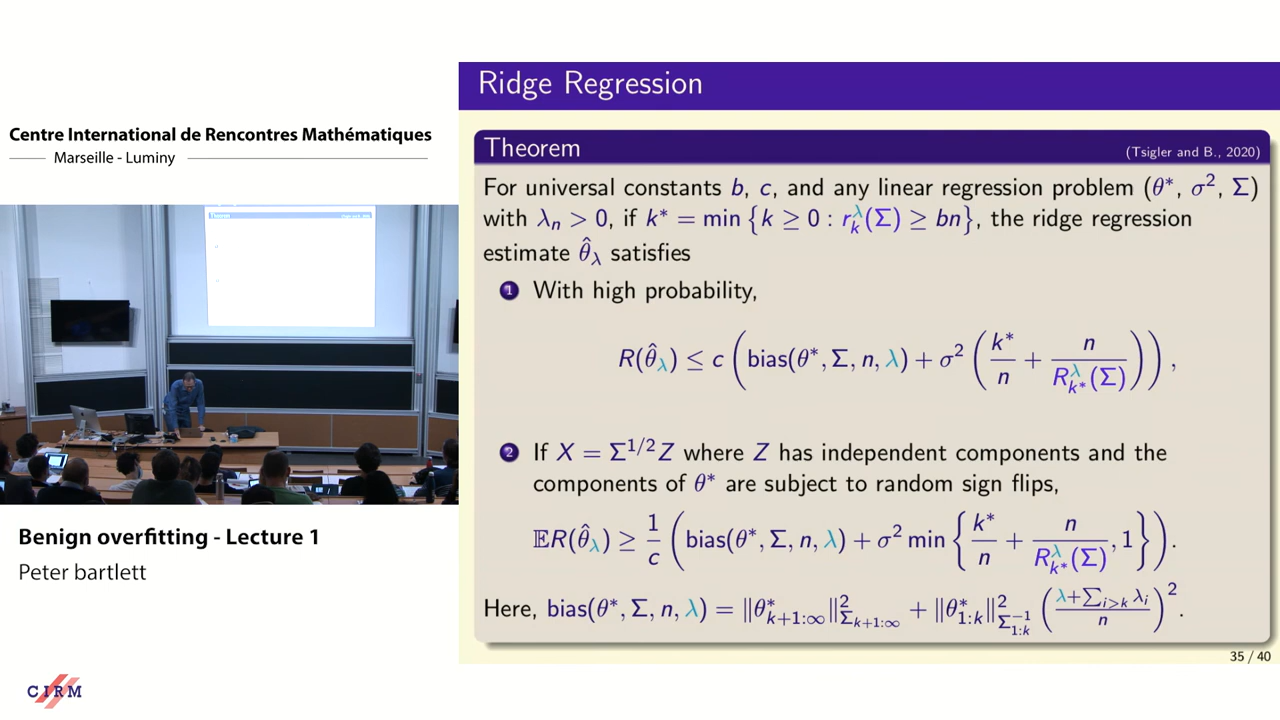 Centre International de Rencontres Mathématiques
Marseille - Luminy
Benign overfitting - Lecture 1
Peter bartlett
CIRM
Ridge Regression
Theorem (Tsigler and B., 2020)
For universal constants b, c, and any linear regression problem (θ*, σ², Σ)
with λₙ > 0, if k* = min {k ≥ 0 : r_k^λ(Σ) ≥ bn}, the ridge regression
estimate θ̂_λ satisfies
1 With high probability,
R(θ̂_λ) ≤ c ( bias(θ*, Σ, n, λ) + σ² ( k*/n + n/R_{k*}^λ(Σ) ) ) ,
2 If X = Σ^{1/2}Z where Z has independent components and the
components of θ* are subject to random sign flips,
𝔼R(θ̂_λ) ≥ 1/c ( bias(θ*, Σ, n, λ) + σ² min { k*/n + n/R_{k*}^λ(Σ), 1 } ) .
Here, bias(θ*, Σ, n, λ) = ‖θ*_{k+1:∞}‖²_{Σ_{k+1:∞}} + ‖θ*_{1:k}‖²_{Σ_{1:k}^{-1}} ( (λ+∑_{i>k} λ_i)/n )² .
35 / 40